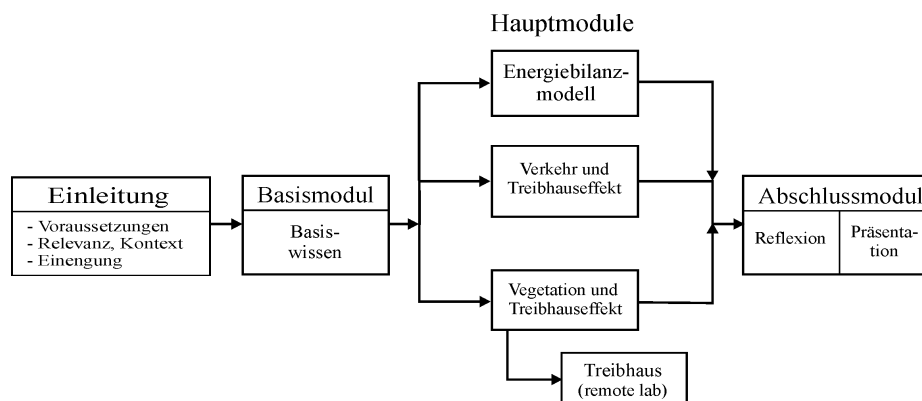 Hauptmodule
Energiebilanz-
modell
Verkehr und
Treibhauseffekt
Vegetation und
Treibhauseffekt
Treibhaus
(remote lab)
Einleitung
- Voraussetzungen
- Relevanz, Kontext
- Einengung
Basismodul
Basis-
wissen
Abschlussmodul
Reflexion
Präsenta-
tion